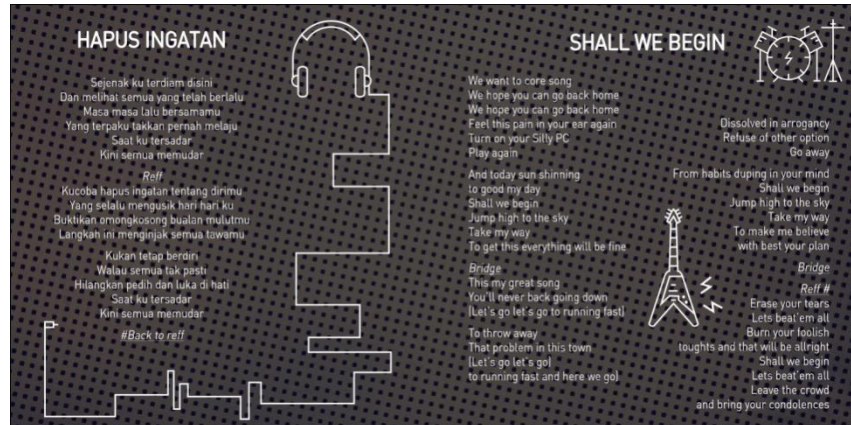 HAPUS INGATAN
Sejenak ku terdiam disini
Dan melihat semua yang telah berlalu
Masa masa lalu bersamamu
Yang terpaku takkan pernah melaju
Saat ku tersadar
Kini semua memudar
Reff
Kucoba hapus ingatan tentang dirimu
Yang selalu mengusik hari hari ku
Buktikan omongkosong bualan mulutmu
Langkah ini menginjak semua tawamu
Kukan tetap berdiri
Walau semua tak pasti
Hilangkan pedih dan luka di hati
Saat ku tersadar
Kini semua memudar
#Back to reff
SHALL WE BEGIN
We want to core song
We hope you can go back home
We hope you can go back home
Feel this pain in your ear again
Turn on your Silly PC
Play again
And today sun shinning
to good my day
Shall we begin
Jump high to the sky
Take my way
To get this everything will be fine
Bridge
This my great song
You'll never back going down
(Let's go let's go to running fast)
To throw away
That problem in this town
(Let's go let's go)
to running fast and here we go)
Dissolved in arrogancy
Refuse of other option
Go away
From habits duping in your mind
Shall we begin
Jump high to the sky
Take my way
To make me believe
with best your plan
Bridge
Reff #
Erase your tears
Lets beat'em all
Burn your foolish
toughts and that will be allright
Shall we begin
Lets beat'em all
Leave the crowd
and bring your condolences